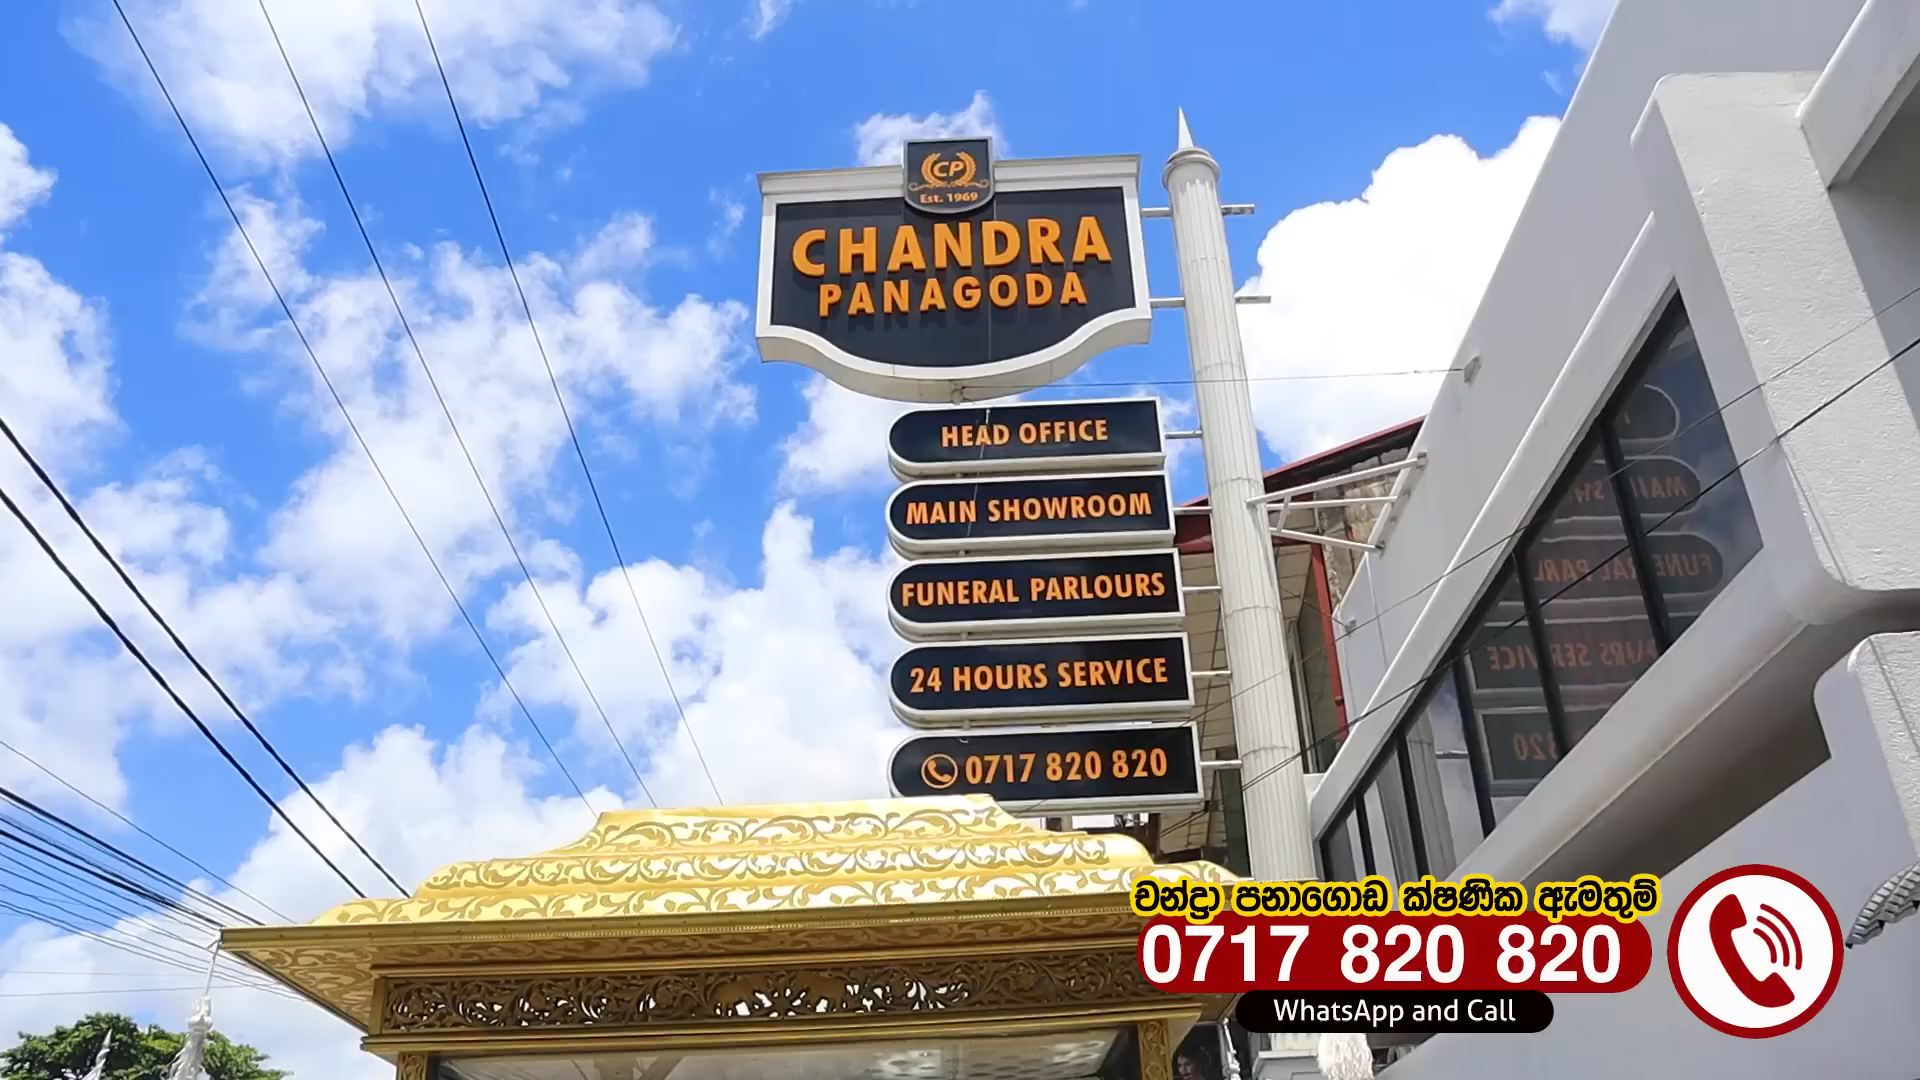 CP
Est. 1969
CHANDRA
PANAGODA
HEAD OFFICE
MAIN SHOWROOM
FUNERAL PARLOURS
24 HOURS SERVICE
0717 820 820
චන්ද්‍රා පනාගොඩ ක්ෂණික ඇමතුම්
0717 820 820
WhatsApp and Call